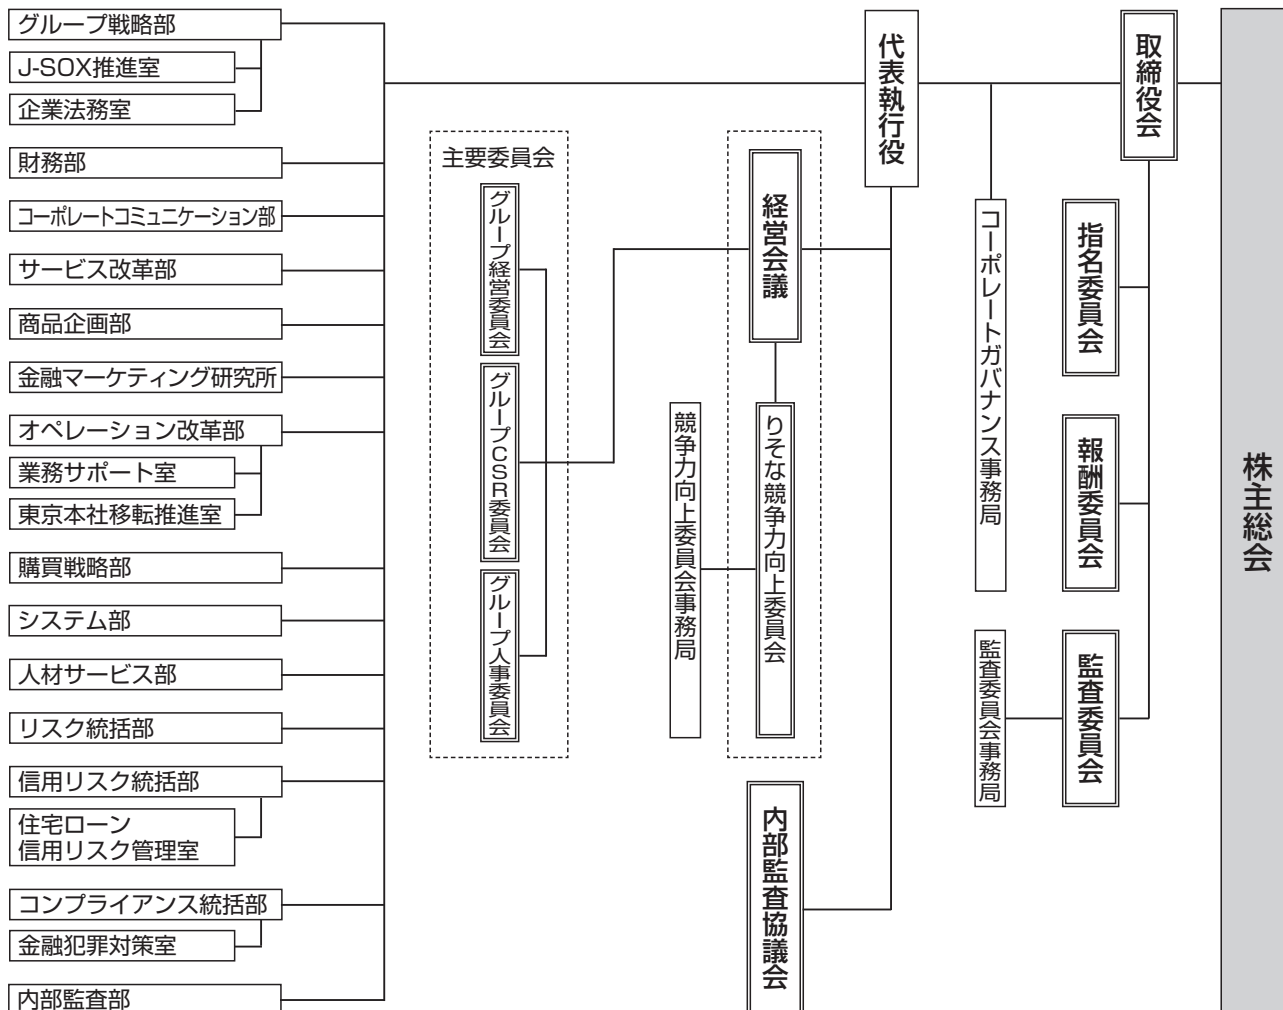 グループ戦略部
J-SOX推進室
企業法務室
財務部
コーポレートコミュニケーション部
サービス改革部
商品企画部
金融マーケティング研究所
オペレーション改革部
業務サポート室
東京本社移転推進室
購買戦略部
システム部
人材サービス部
リスク統括部
信用リスク統括部
住宅ローン
信用リスク管理室
コンプライアンス統括部
金融犯罪対策室
内部監査部
主要委員会
グループ経営委員会
グループCSR委員会
グループ人事委員会
経営会議
競争力向上委員会事務局
りそな競争力向上委員会
内部監査協議会
代表執行役
コーポレートガバナンス事務局
監査委員会事務局
取締役会
指名委員会
報酬委員会
監査委員会
株主総会